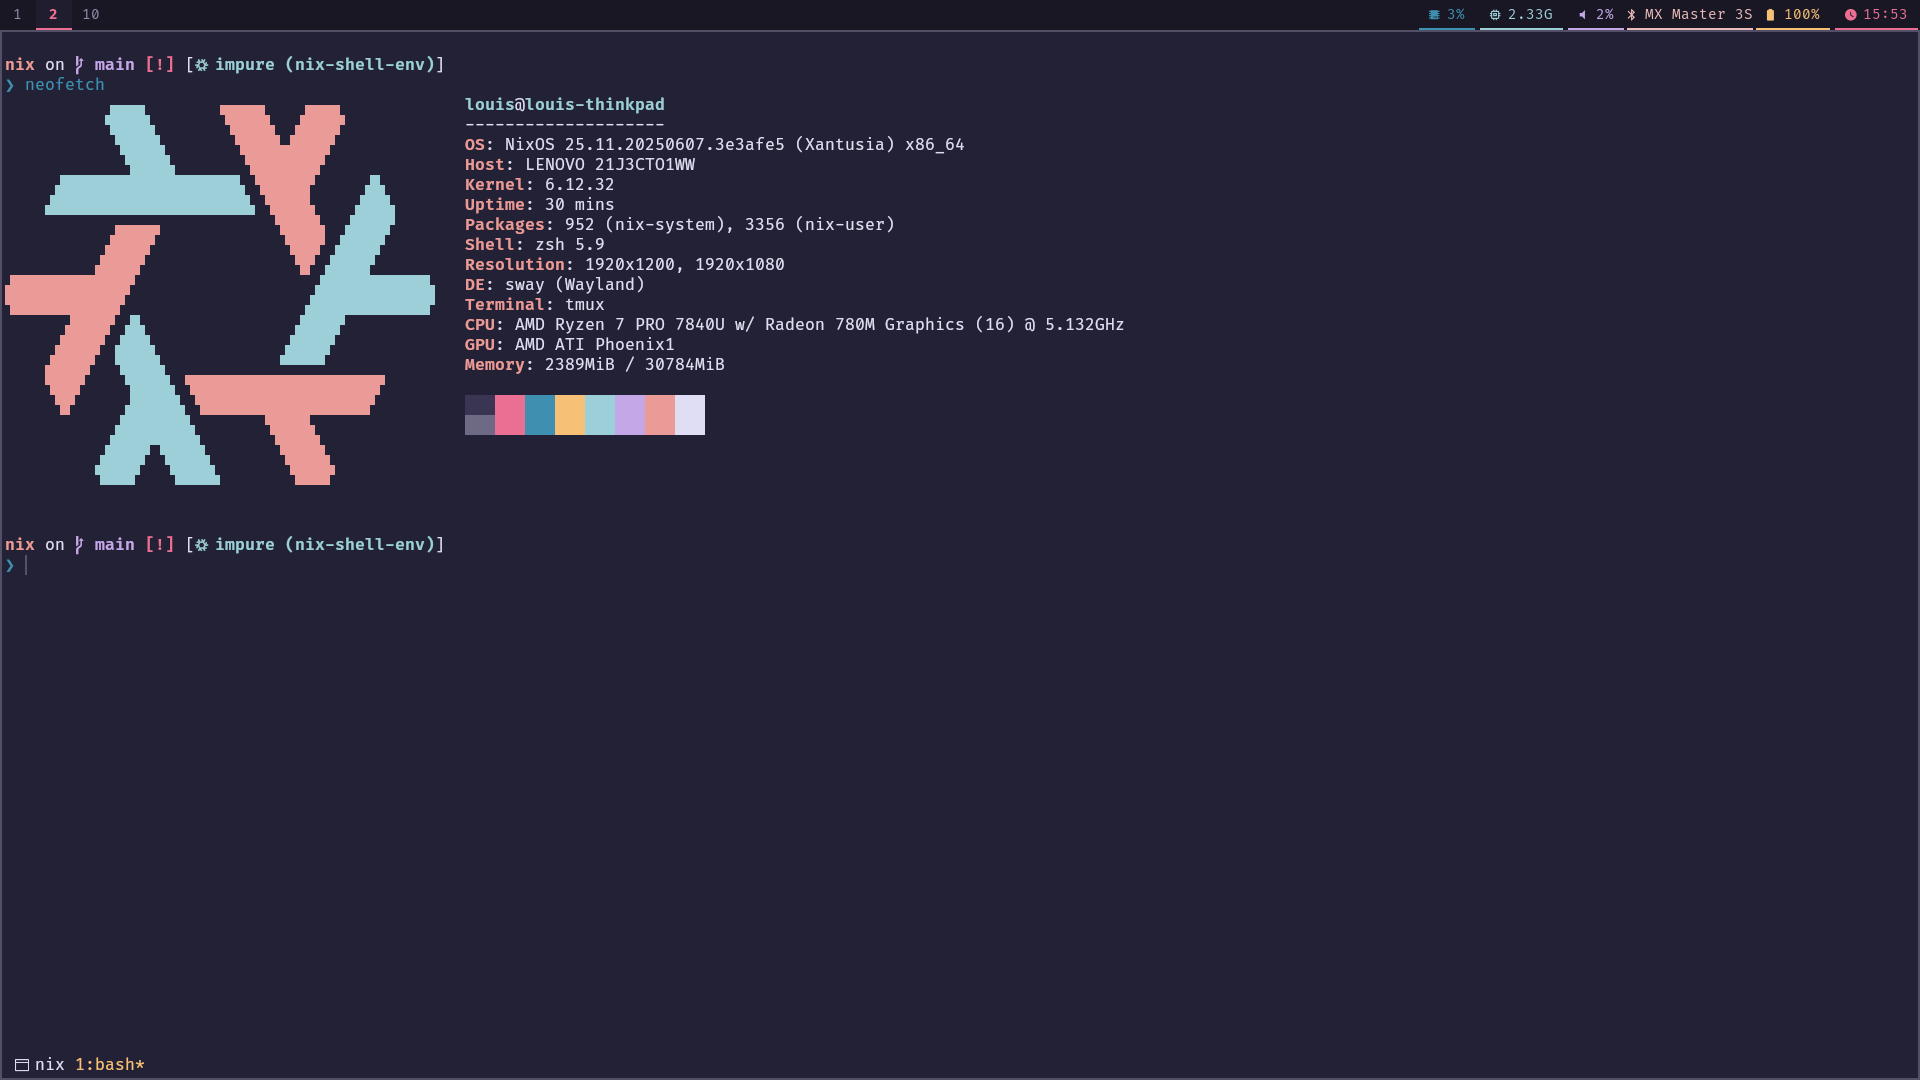 1 2 10 3% 2.33G 2% MX Master 3S 100% 15:53
nix on main [!] [impure (nix-shell-env)]
❯ neofetch
louis@louis-thinkpad
--------------------
OS: NixOS 25.11.20250607.3e3afe5 (Xantusia) x86_64
Host: LENOVO 21J3CTO1WW
Kernel: 6.12.32
Uptime: 30 mins
Packages: 952 (nix-system), 3356 (nix-user)
Shell: zsh 5.9
Resolution: 1920x1200, 1920x1080
DE: sway (Wayland)
Terminal: tmux
CPU: AMD Ryzen 7 PRO 7840U w/ Radeon 780M Graphics (16) @ 5.132GHz
GPU: AMD ATI Phoenix1
Memory: 2389MiB / 30784MiB
nix on main [!] [impure (nix-shell-env)]
❯
nix 1:bash*